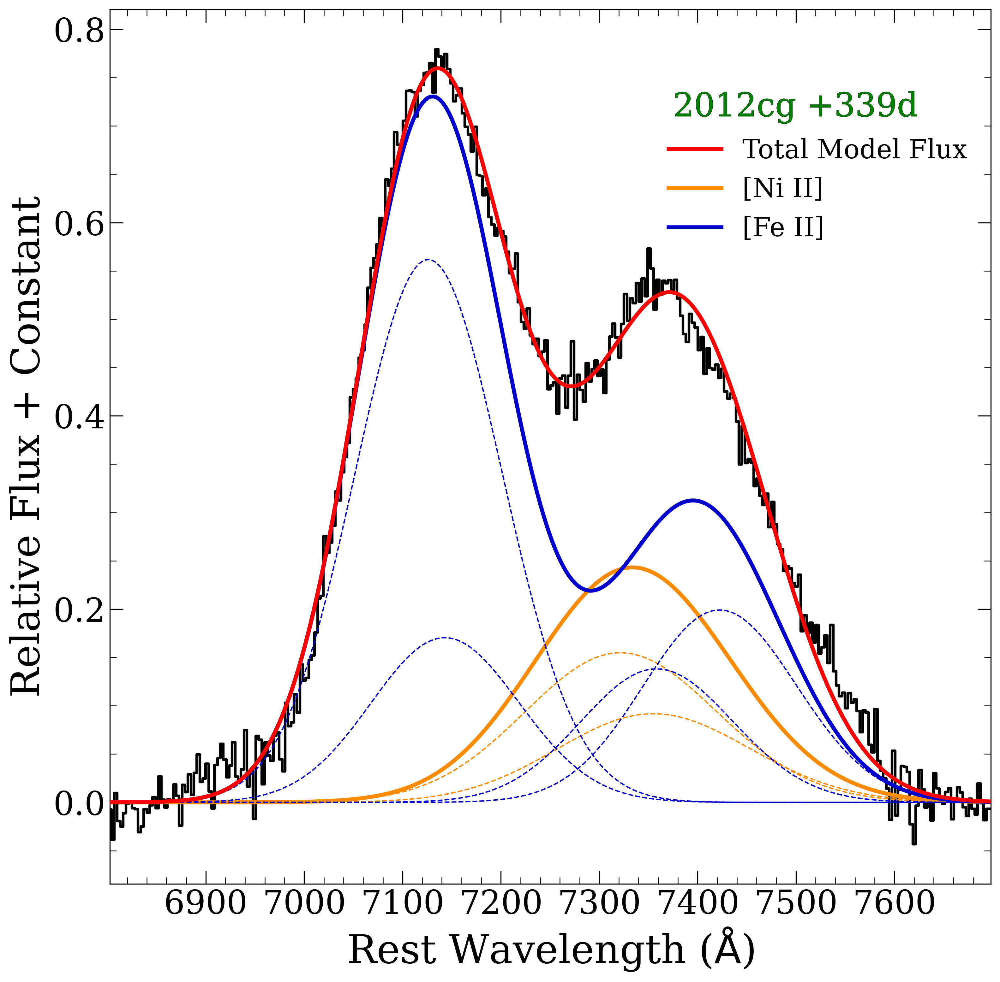 0.8
0.6
0.4
0.2
0.0
Relative Flux + Constant
2012cg +339d
Total Model Flux
[Ni II]
[Fe II]
6900 7000 7100 7200 7300 7400 7500 7600
Rest Wavelength (Å)